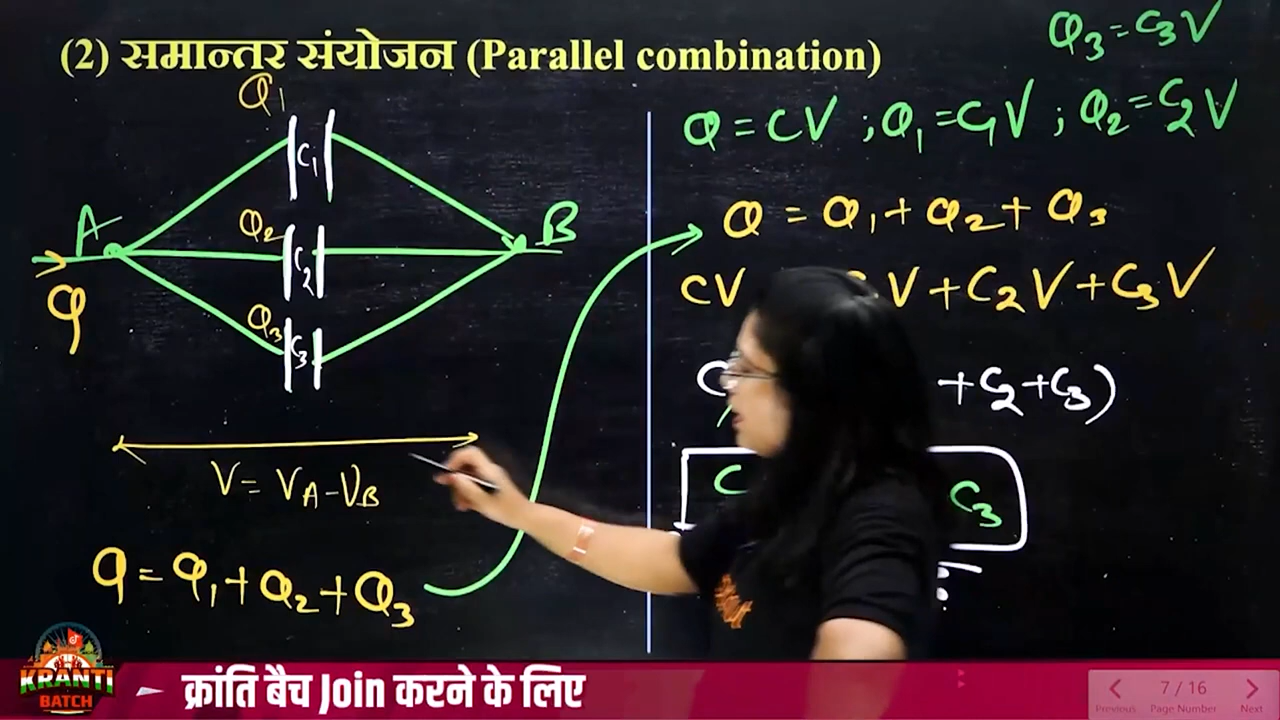 (2) समान्तर संयोजन (Parallel combination)
Q₃=C₃V
Q=CV ; Q₁=C₁V ; Q₂=C₂V
Q₁
C₁
A
B
Q₂
C₂
Q
Q₃
C₃
V= V_A-V_B
Q=Q₁+Q₂+Q₃
Q = Q₁+Q₂+Q₃
CV V+C₂V+C₃V
C +C₂+C₃)
C C₃
KRANTI
BATCH
क्रांति बैच Join करने के लिए
7 / 16
Previous Page Number Next